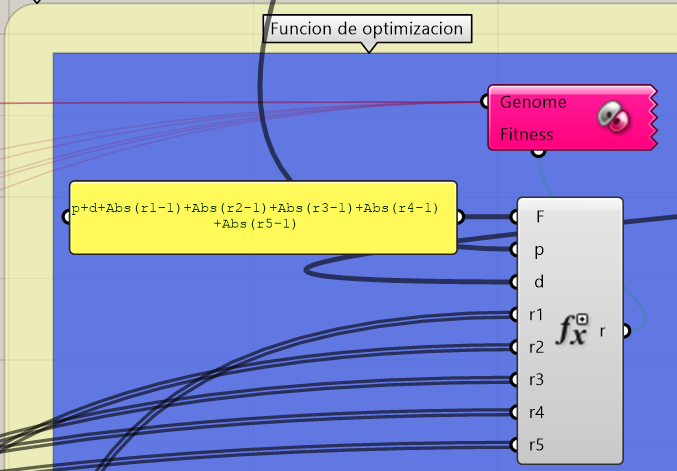 Funcion de optimizacion
Genome
Fitness
p+d+Abs(r1-1)+Abs(r2-1)+Abs(r3-1)+Abs(r4-1)
+Abs(r5-1)
F
p
d
r1
fx
r
r2
r3
r4
r5